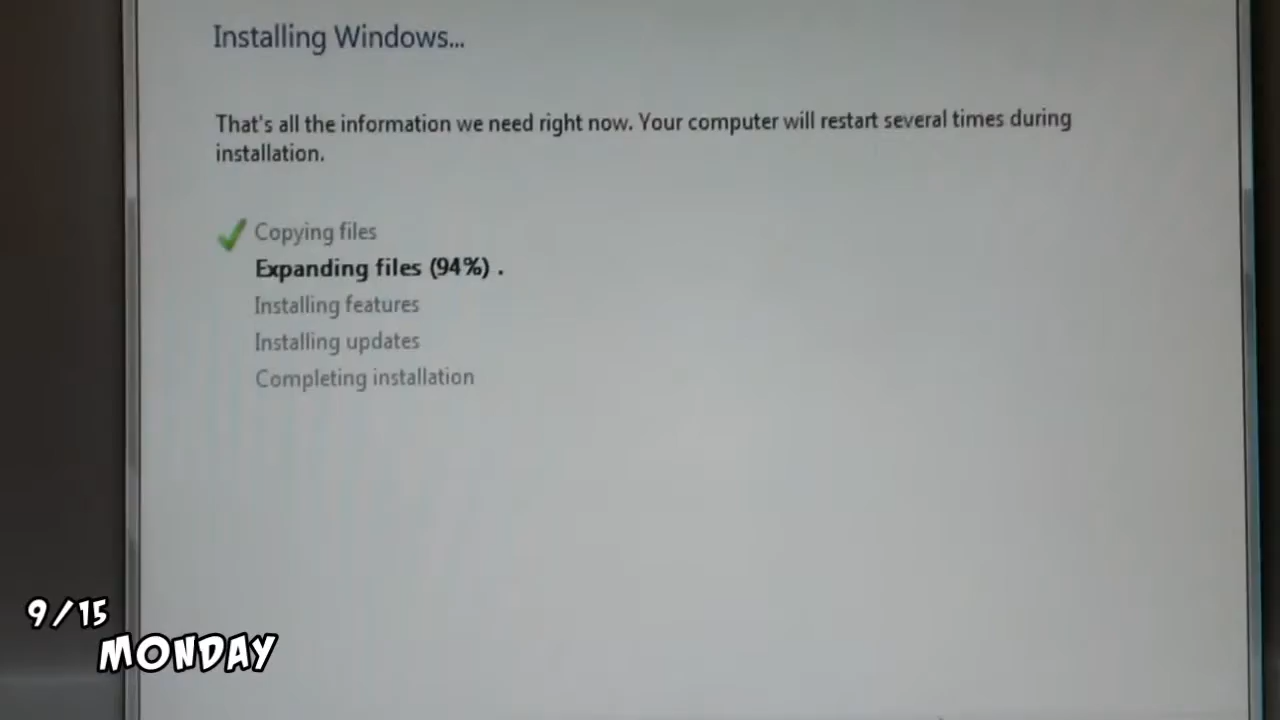 Installing Windows...
That's all the information we need right now. Your computer will restart several times during
installation.
Copying files
Expanding files (94%) .
Installing features
Installing updates
Completing installation
9/15
MONDAY